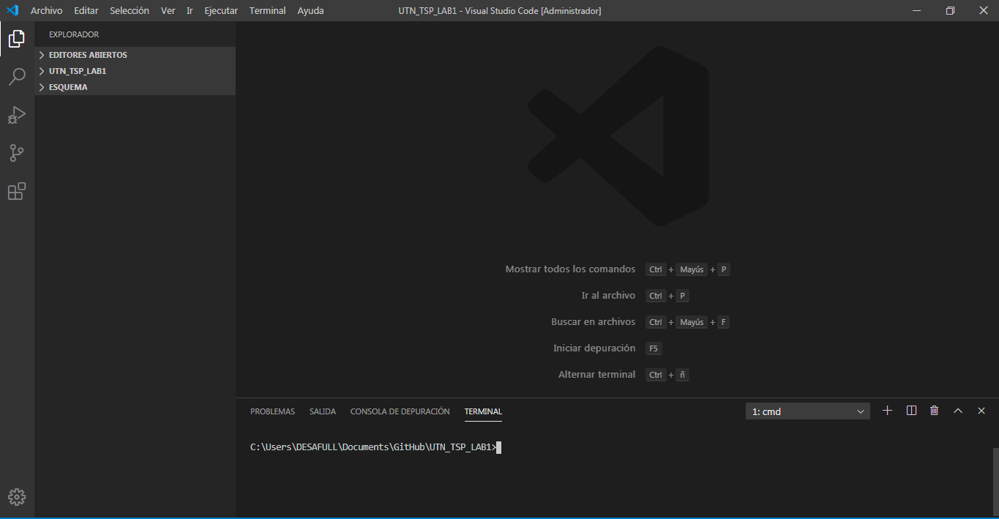 Archivo Editar Selección Ver Ir Ejecutar Terminal Ayuda UTN_TSP_LAB1 - Visual Studio Code [Administrador]
EXPLORADOR
EDITORES ABIERTOS
UTN_TSP_LAB1
ESQUEMA
Mostrar todos los comandos Ctrl + Mayús + P
Ir al archivo Ctrl + P
Buscar en archivos Ctrl + Mayús + F
Iniciar depuración F5
Alternar terminal Ctrl + ñ
PROBLEMAS SALIDA CONSOLA DE DEPURACIÓN TERMINAL 1: cmd
C:\Users\DESAFULL\Documents\GitHub\UTN_TSP_LAB1>